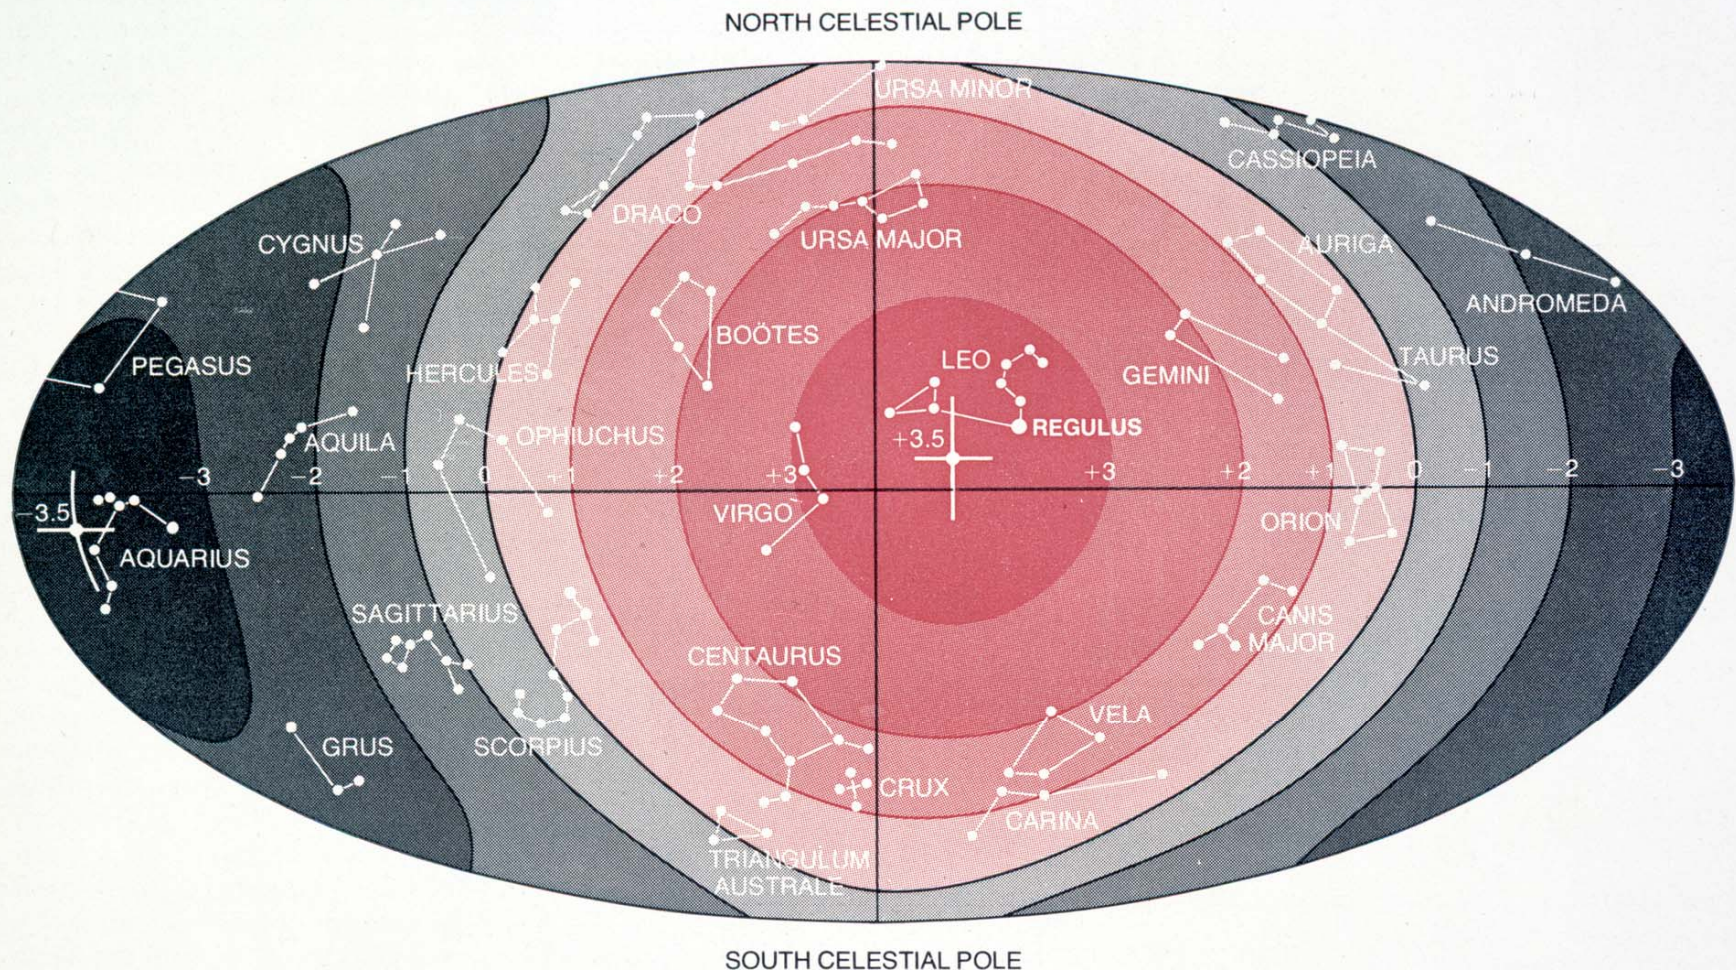 NORTH CELESTIAL POLE
URSA MINOR
CASSIOPEIA
DRACO
CYGNUS
URSA MAJOR
AURIGA
ANDROMEDA
BOÖTES
PEGASUS
HERCULES
LEO
GEMINI
TAURUS
REGULUS
AQUILA
OPHIUCHUS
+3.5
−3 −2 −1 0 +1 +2 +3 +3 +2 +1 0 −1 −2 −3
−3.5
VIRGO
ORION
AQUARIUS
SAGITTARIUS
CANIS
MAJOR
CENTAURUS
VELA
GRUS
SCORPIUS
CRUX
CARINA
TRIANGULUM
AUSTRALE
SOUTH CELESTIAL POLE